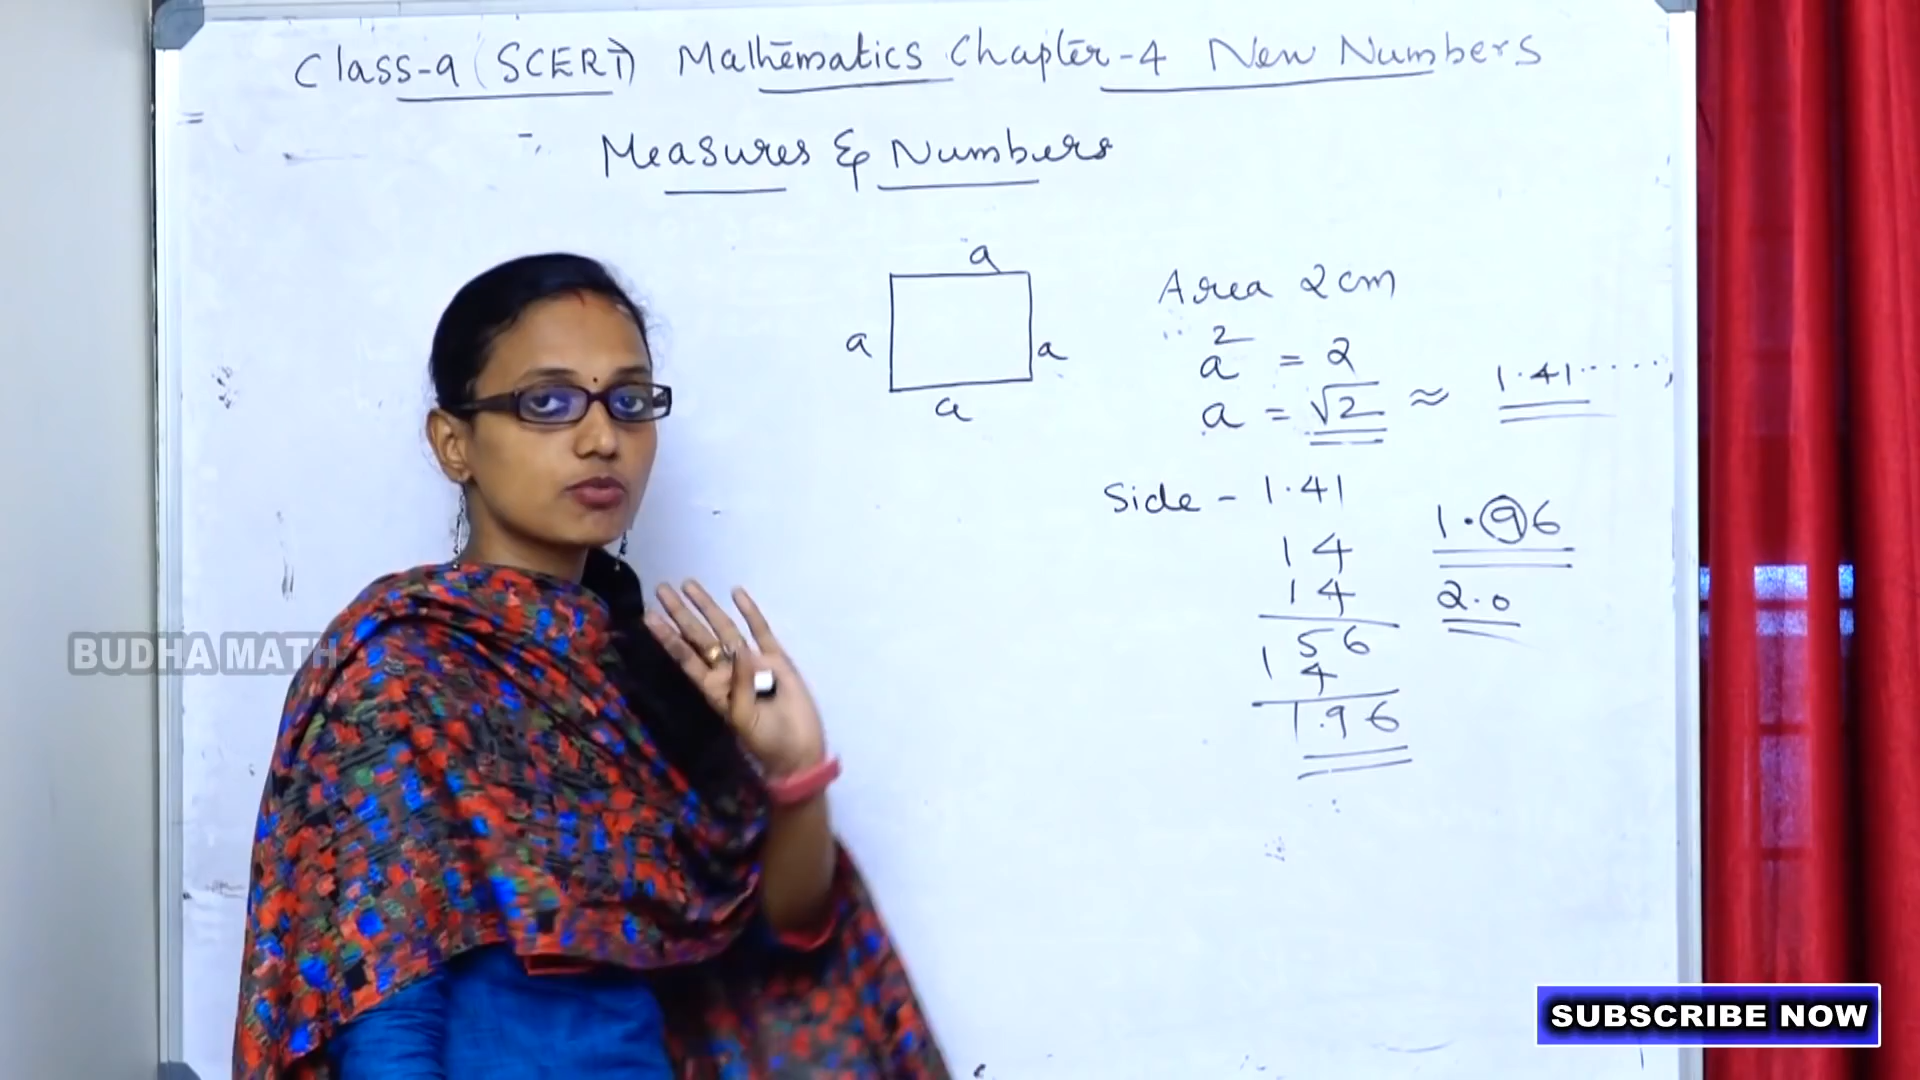 Class-9 (SCERT) Mathematics Chapter-4 New Numbers
Measures & Numbers
a
a
a
a
Area 2cm
a² = 2
a = √2 ≈ 1.41......
Side - 1.41
14
14
56
14
1.96
1.96
2.0
BUDHA MATH
SUBSCRIBE NOW